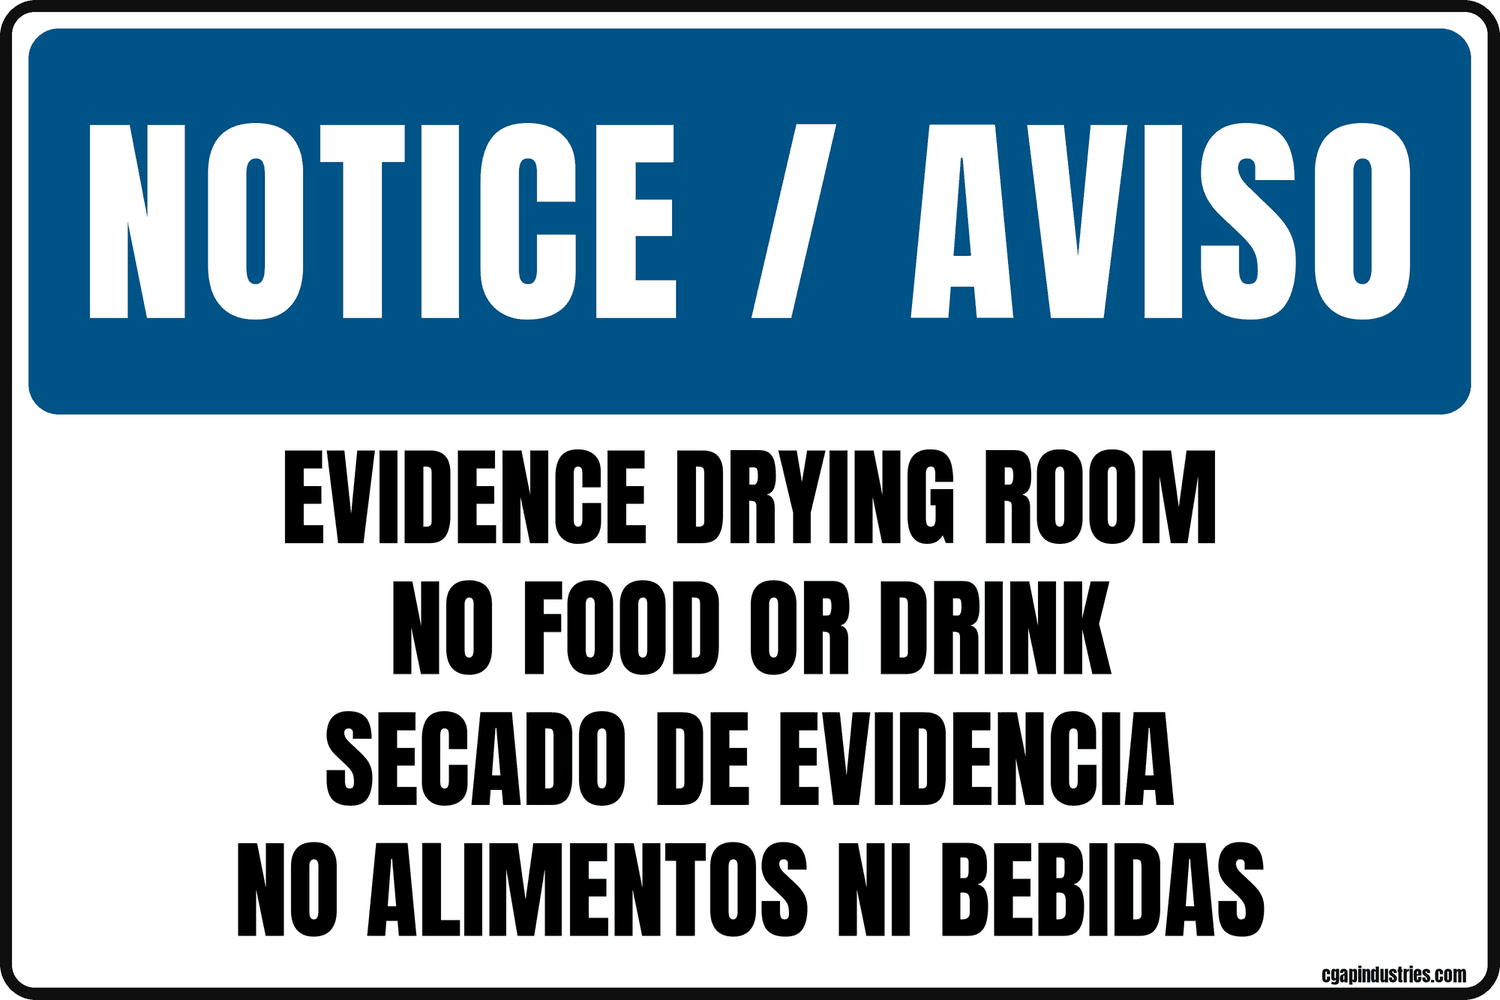 NOTICE / AVISO
EVIDENCE DRYING ROOM
NO FOOD OR DRINK
SECADO DE EVIDENCIA
NO ALIMENTOS NI BEBIDAS
cgapindustries.com